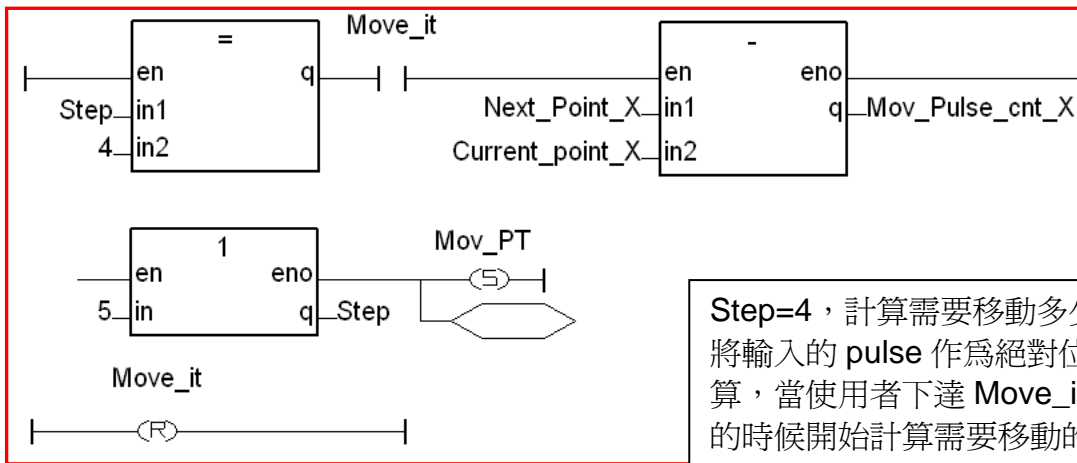 = Move_it -
en q en eno
Step in1 Next_Point_X in1 q Mov_Pulse_cnt_X
4 in2 Current_point_X in2
1 Mov_PT
en eno S
5 in q Step
Move_it
R
Step=4,計算需要移動多
將輸入的 pulse 作爲絕對
算,當使用者下達 Move_i
的時候開始計算需要移動的